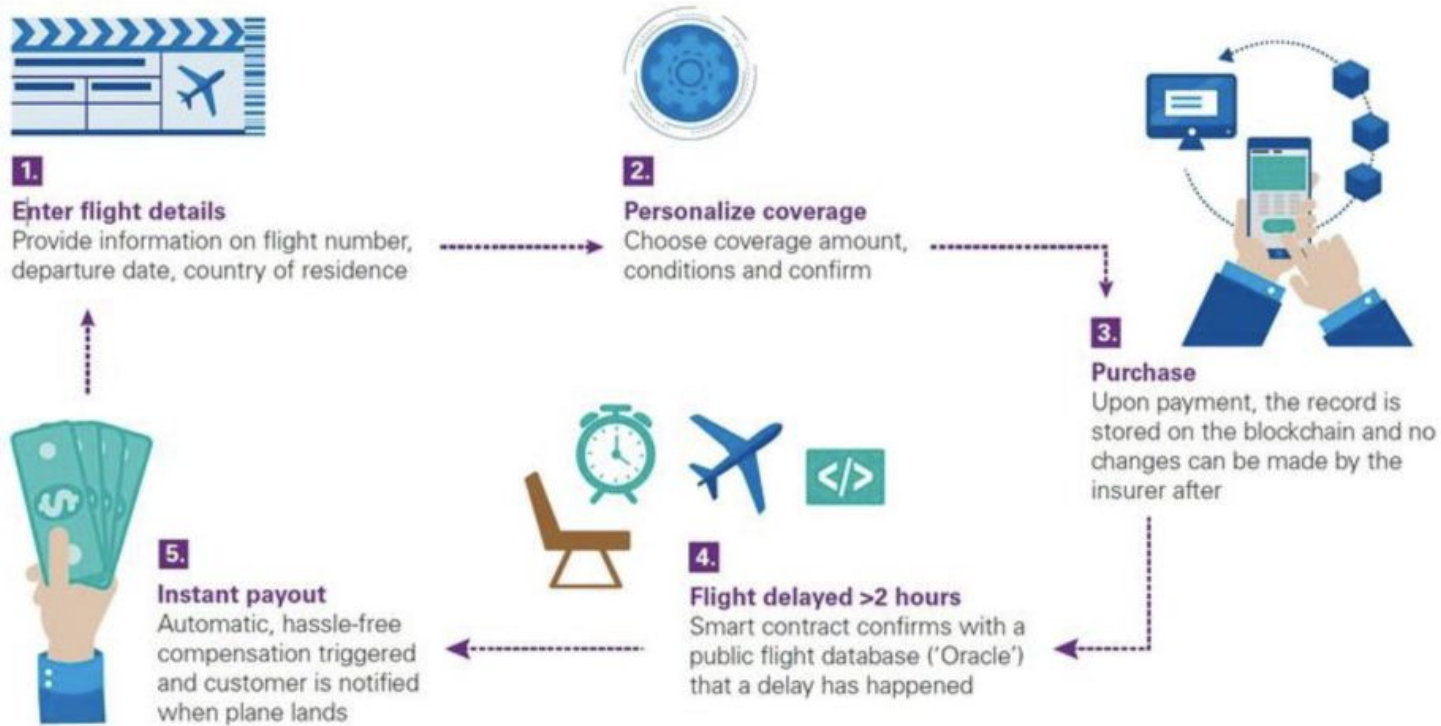 1.
Enter flight details
Provide information on flight number,
departure date, country of residence
2.
Personalize coverage
Choose coverage amount,
conditions and confirm
3.
Purchase
Upon payment, the record is
stored on the blockchain and no
changes can be made by the
insurer after
</>
4.
Flight delayed >2 hours
Smart contract confirms with a
public flight database (‘Oracle’)
that a delay has happened
5.
Instant payout
Automatic, hassle-free
compensation triggered
and customer is notified
when plane lands